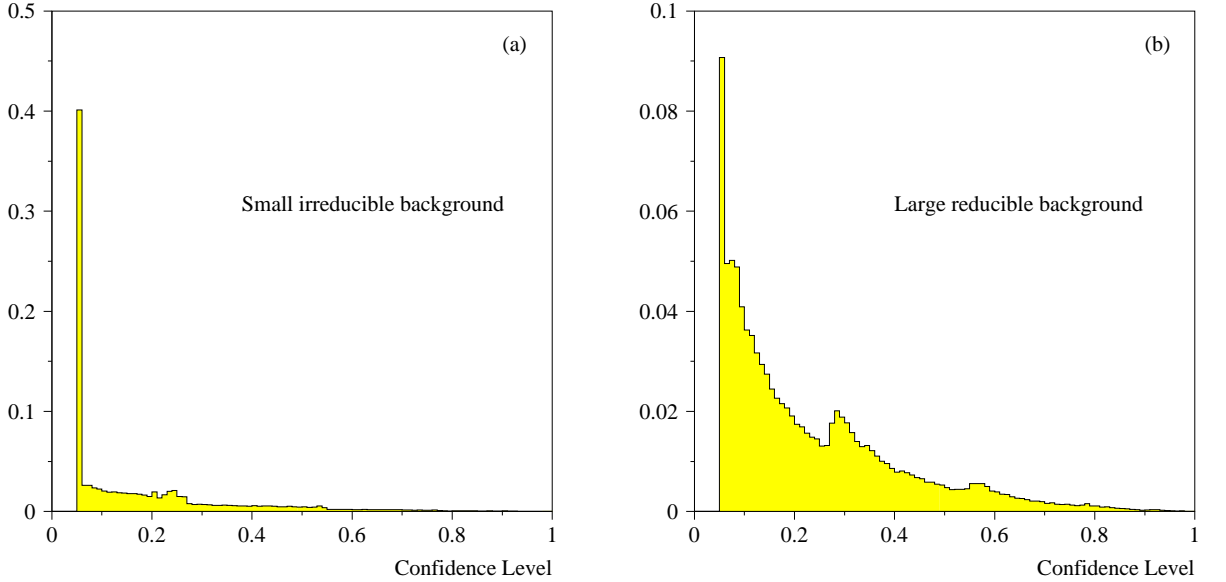 (a)
0.5
0.4
0.3
0.2
0.1
0
Small irreducible background
0 0.2 0.4 0.6 0.8 1
Confidence Level
(b)
0.1
0.08
0.06
0.04
0.02
0
Large reducible background
0 0.2 0.4 0.6 0.8 1
Confidence Level